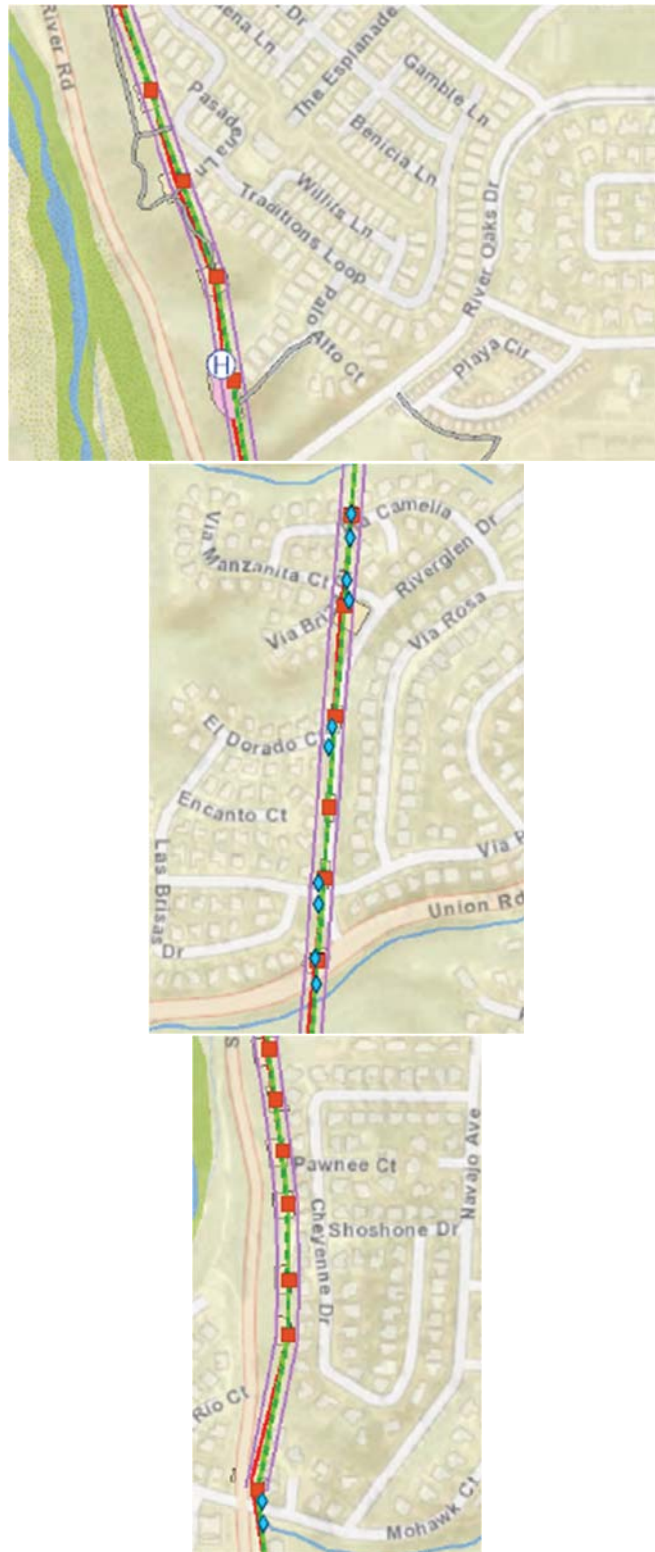 River Rd
Dr
ena Ln
The Esplanade
Gamble Ln
Pasadena Ln
Benicia Ln
Willits Ln
Traditions Loop
River Oaks Dr
Palo Alto Ct
Playa Cir
H
a Camelia
Via Manzanita Ct
Riverglen Dr
Via Bri
Via Rosa
El Dorado C
Encanto Ct
Via
Las Brisas Dr
Union Rd
S
Pawnee Ct
Navajo Ave
Cheyenne Dr
Shoshone Dr
Rio Ct
Mohawk Ct